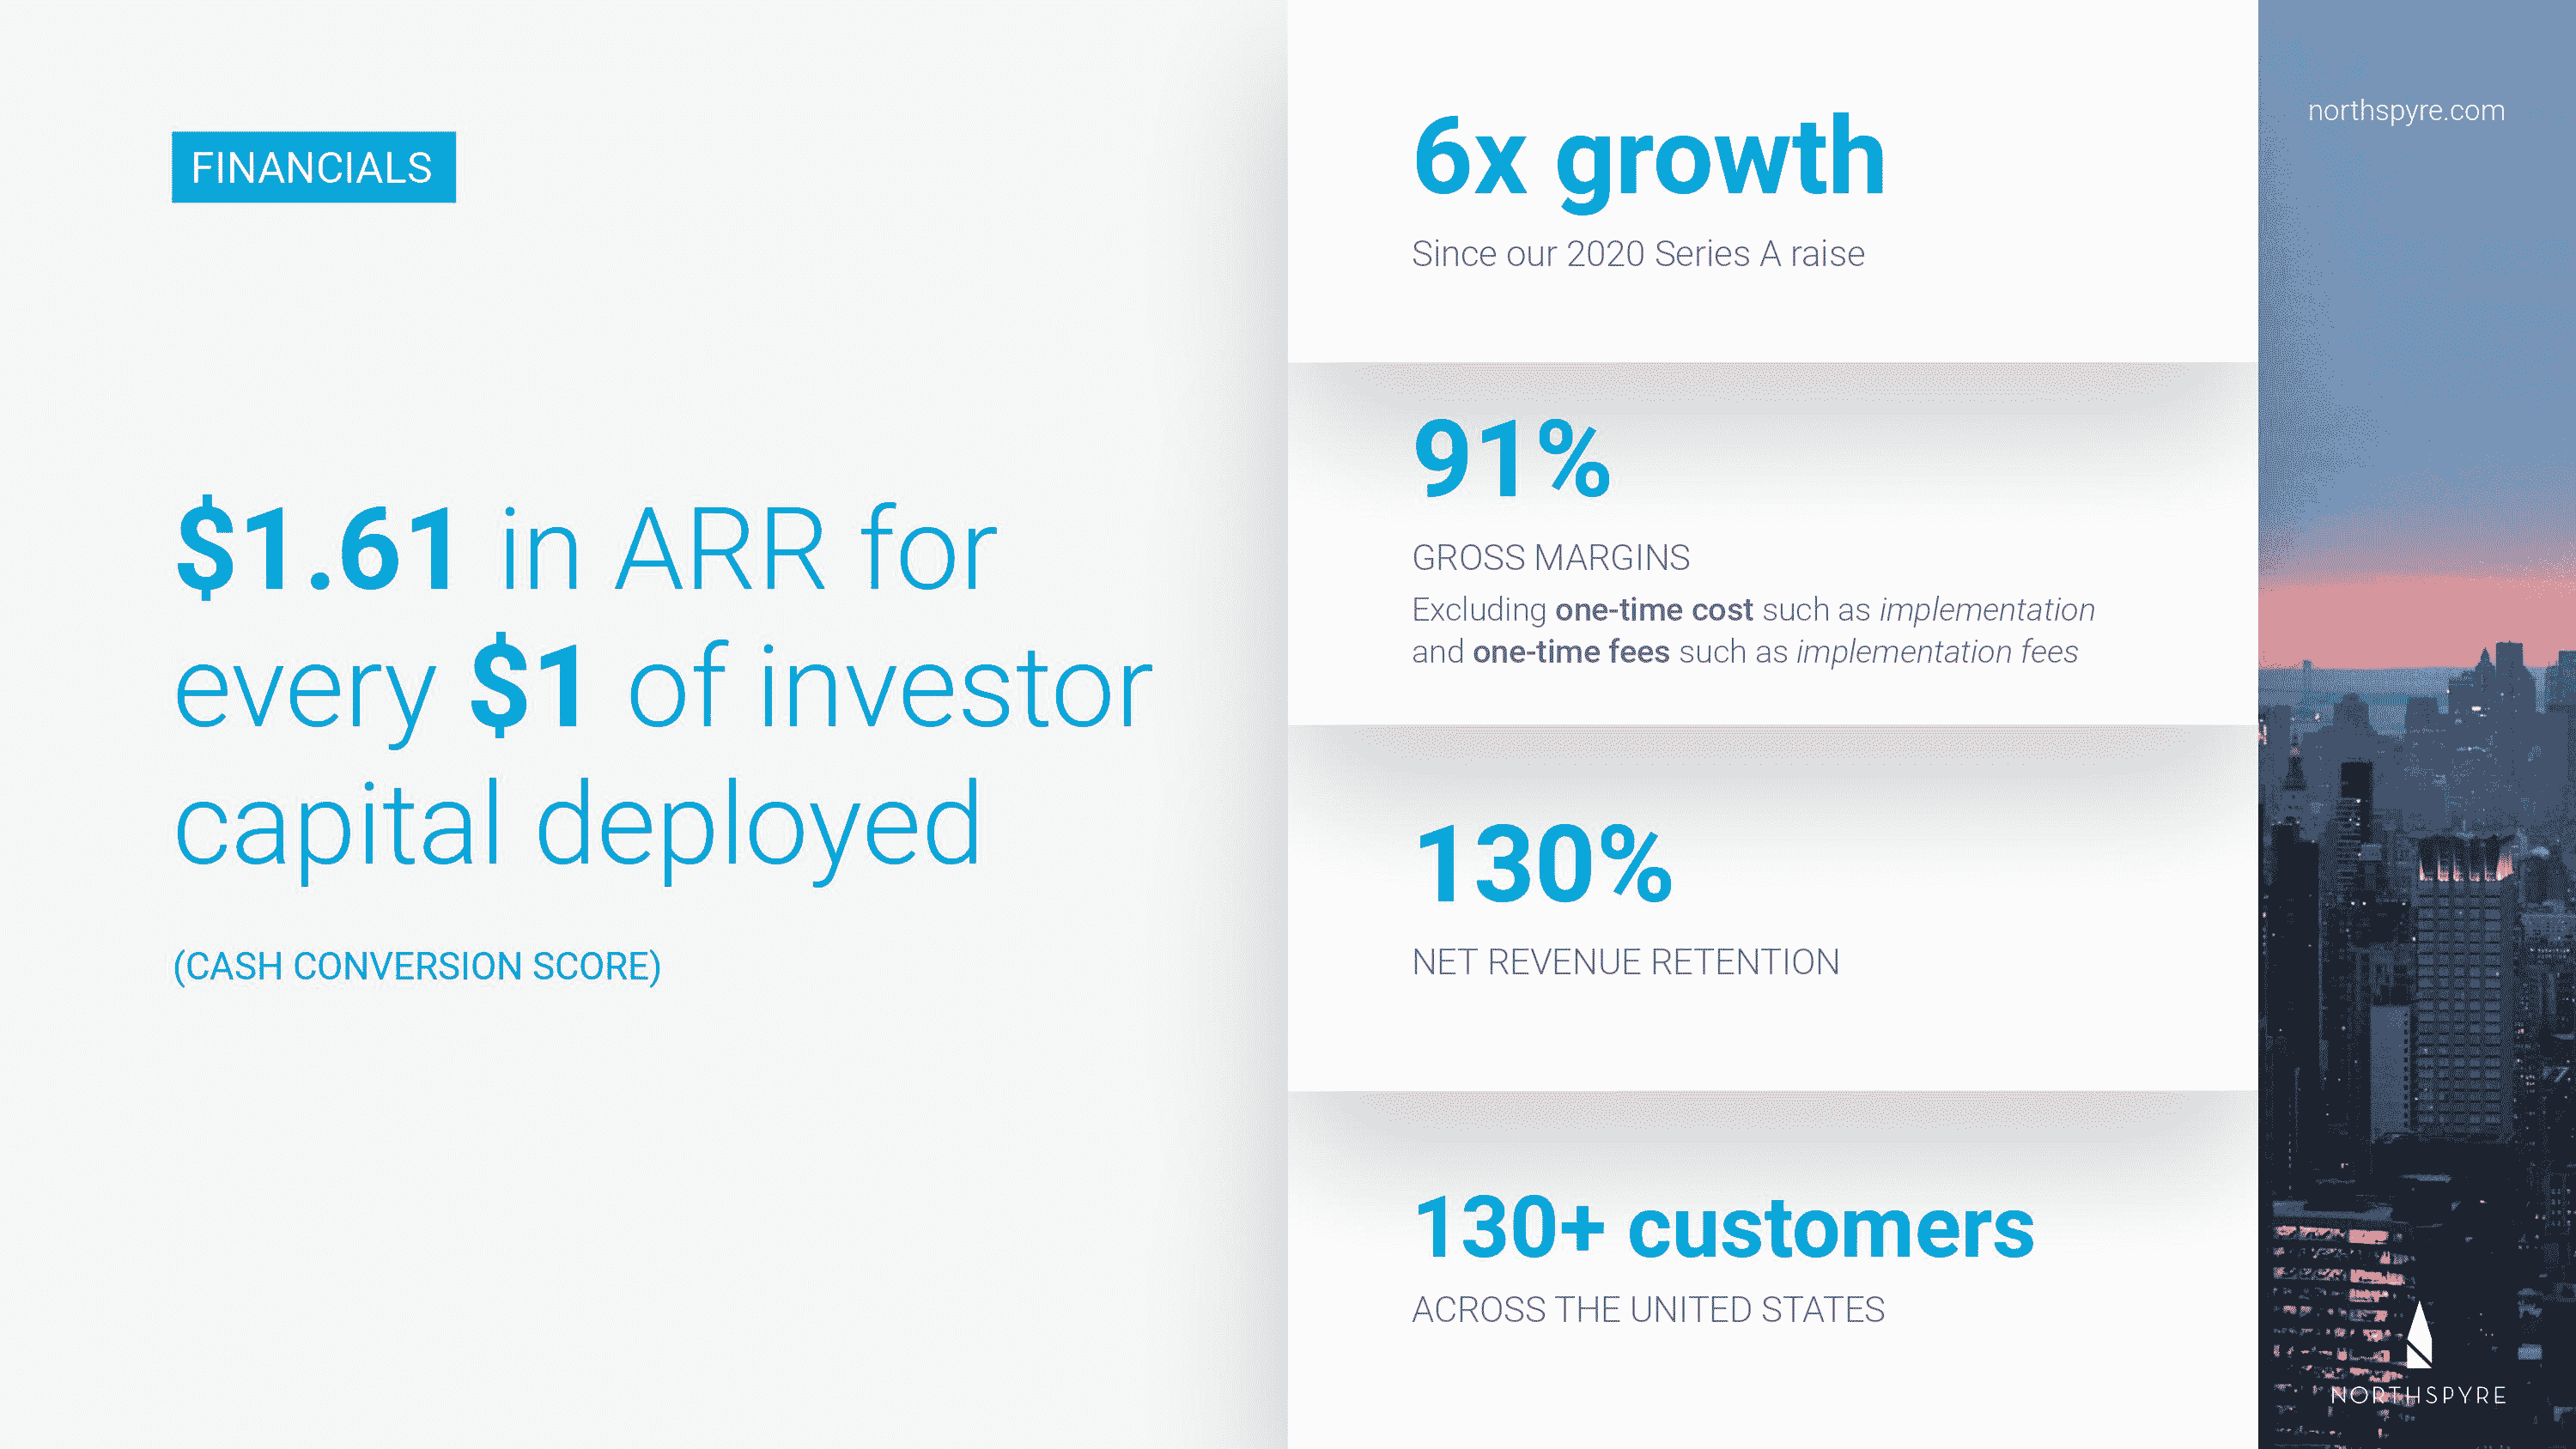 FINANCIALS
$1.61 in ARR for
every $1 of investor
capital deployed
(CASH CONVERSION SCORE)
6x growth
Since our 2020 Series A raise
91%
GROSS MARGINS
Excluding one-time cost such as implementation
and one-time fees such as implementation fees
130%
NET REVENUE RETENTION
130+ customers
ACROSS THE UNITED STATES
northspyre.com
NORTHSPYRE